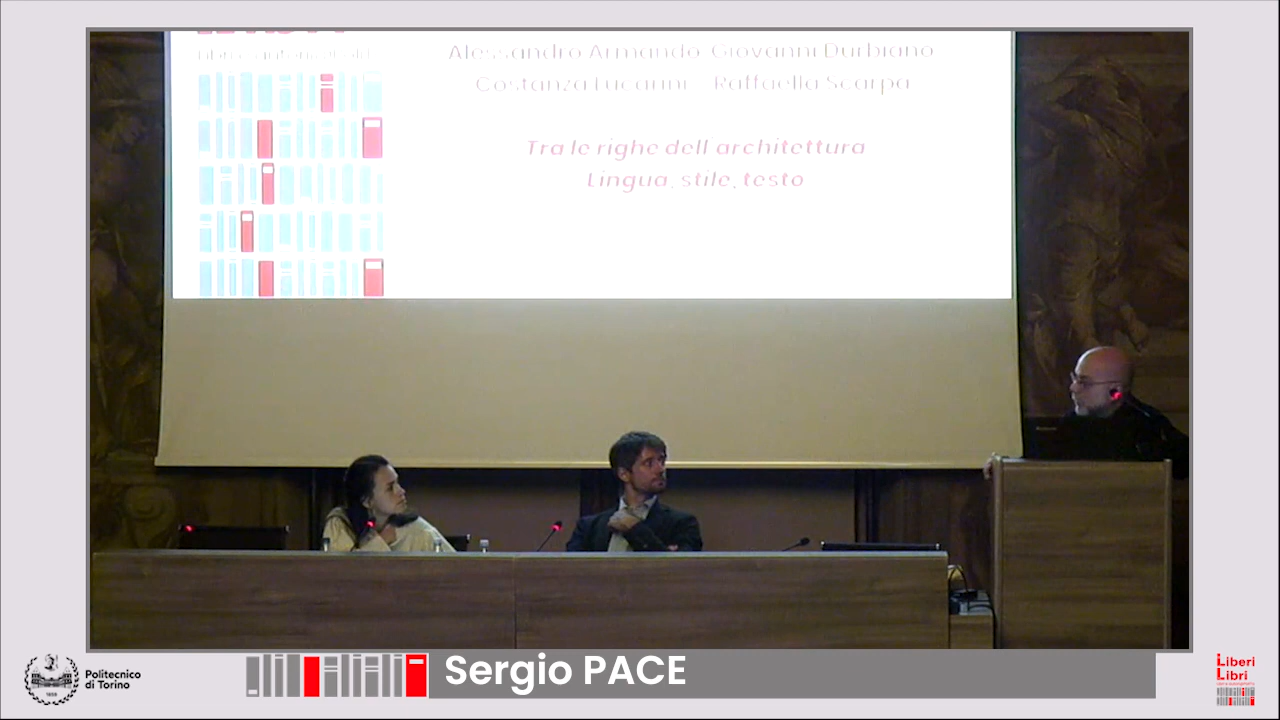 Alessandro Armando Giovanni Durbiano
Costanza Lucarini Raffaella Scarpa
Tra le righe dell'architettura
Lingua, stile, testo
Politecnico
di Torino
Sergio PACE
Liberi
Libri